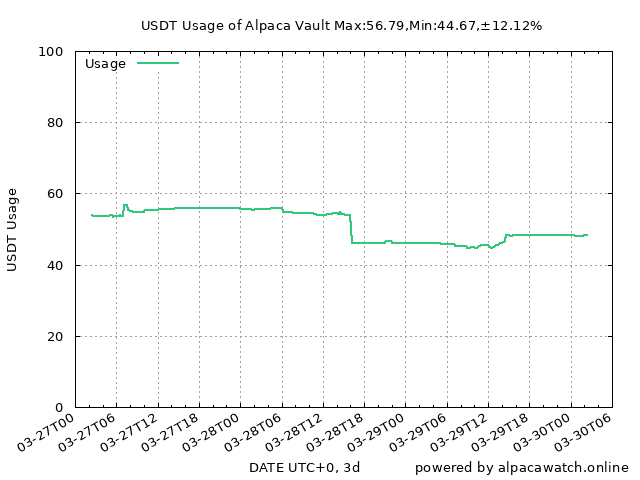 USDT Usage of Alpaca Vault Max:56.79,Min:44.67,±12.12%
Usage
100
80
60
40
20
0
USDT Usage
03-27T00
03-27T06
03-27T12
03-27T18
03-28T00
03-28T06
03-28T12
03-28T18
03-29T00
03-29T06
03-29T12
03-29T18
03-30T00
03-30T06
DATE UTC+0, 3d
powered by alpacawatch.online